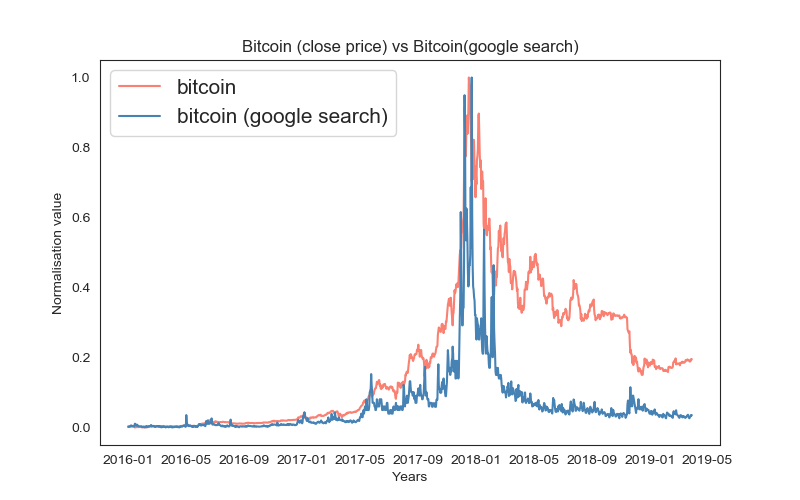 Bitcoin (close price) vs Bitcoin(google search)
bitcoin
bitcoin (google search)
1.0
0.8
0.6
0.4
0.2
0.0
Normalisation value
2016-01 2016-05 2016-09 2017-01 2017-05 2017-09 2018-01 2018-05 2018-09 2019-01 2019-05
Years